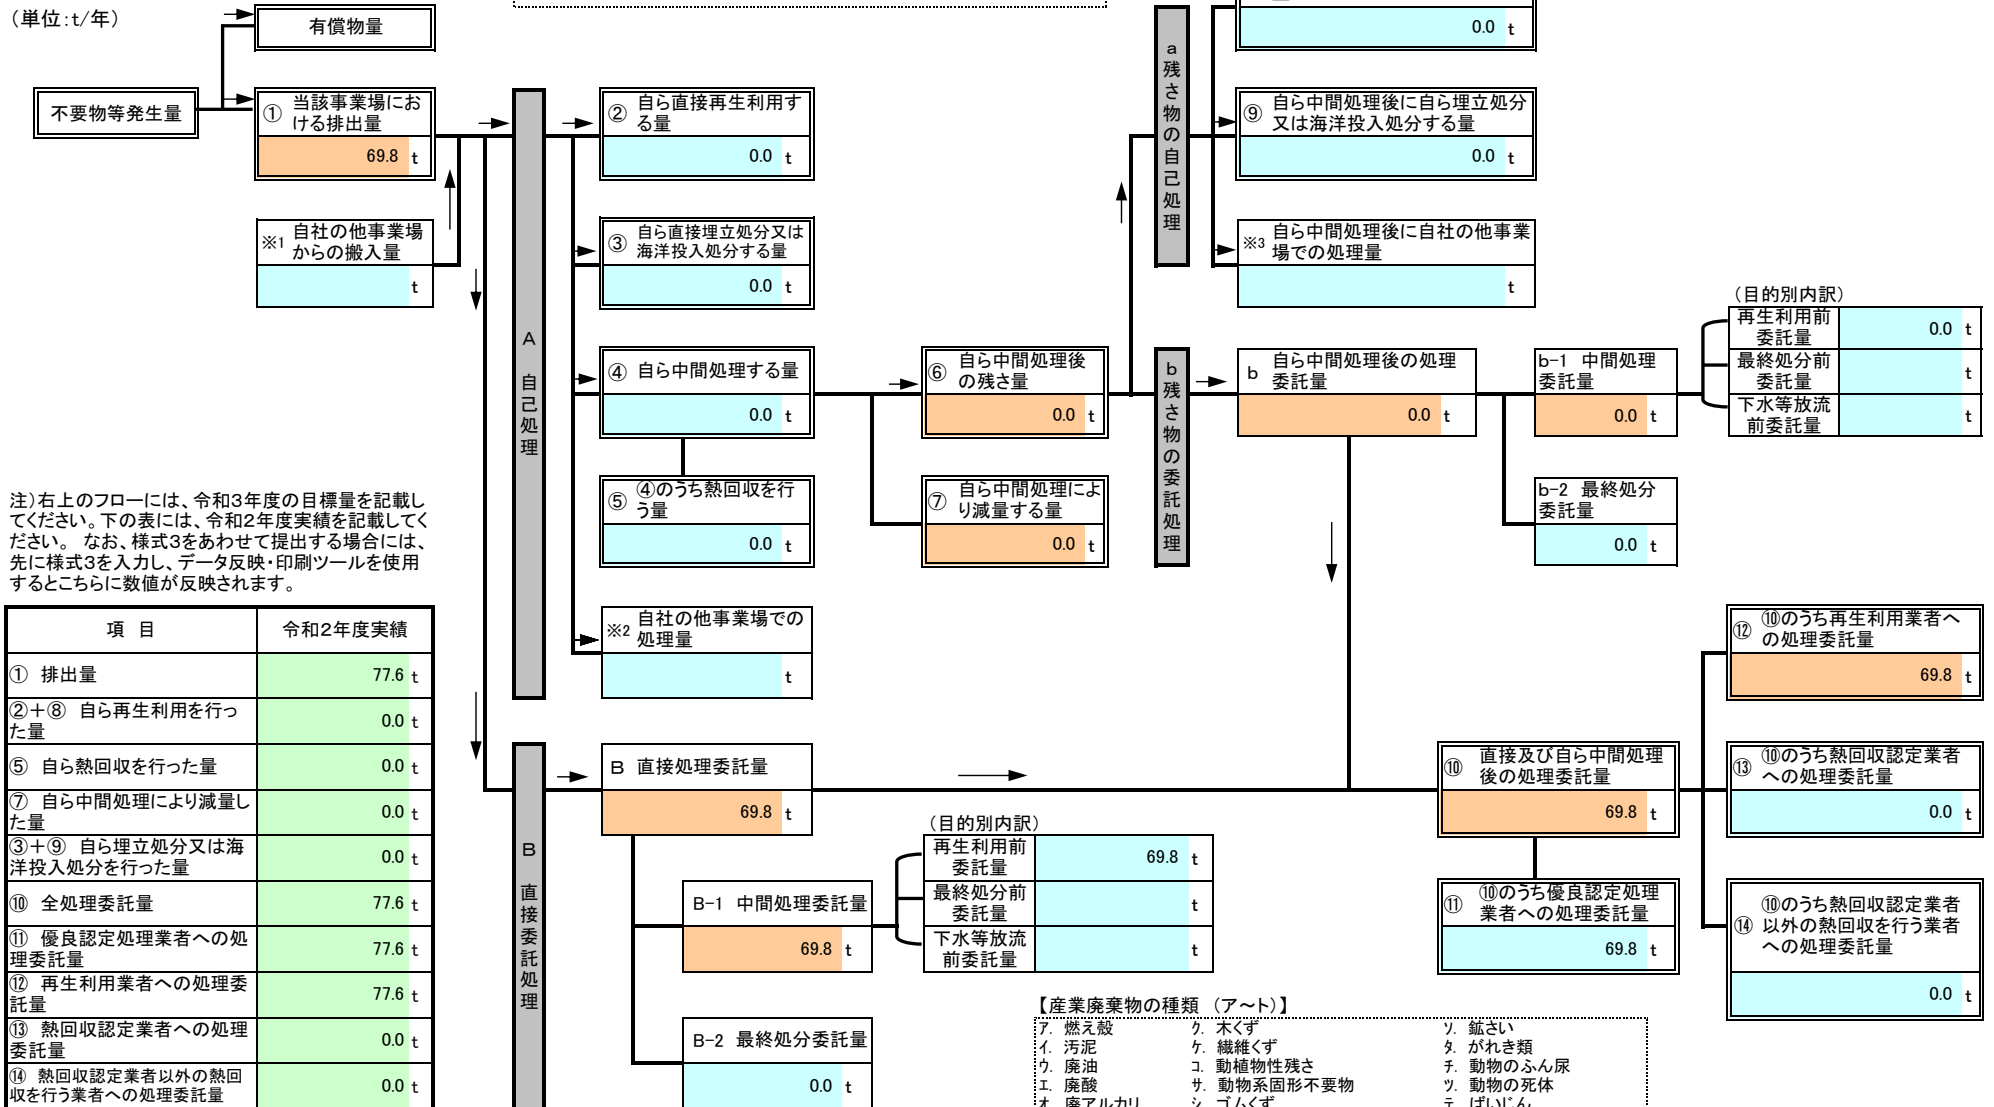 (単位:t/年)
有償物量
不要物等発生量
① 当該事業場にお
ける排出量
69.8 t
※1 自社の他事業場
からの搬入量
t
A 自己処理
② 自ら直接再生利用す
る量
0.0 t
③ 自ら直接埋立処分又は
海洋投入処分する量
0.0 t
④ 自ら中間処理する量
0.0 t
⑤ ④のうち熱回収を行
う量
0.0 t
※2 自社の他事業場での
処理量
t
⑥ 自ら中間処理後
の残さ量
0.0 t
⑦ 自ら中間処理によ
り減量する量
0.0 t
a 残さ物の自己処理
0.0 t
⑨ 自ら中間処理後に自ら埋立処分
又は海洋投入処分する量
0.0 t
※3 自ら中間処理後に自社の他事業
場での処理量
t
b 残さ物の委託処理
b 自ら中間処理後の処理
委託量
0.0 t
b-1 中間処理
委託量
0.0 t
b-2 最終処分
委託量
0.0 t
(目的別内訳)
再生利用前
委託量
0.0 t
最終処分前
委託量
t
下水等放流
前委託量
t
注)右上のフローには、令和3年度の目標量を記載し
てください。下の表には、令和2年度実績を記載してく
ださい。 なお、様式3をあわせて提出する場合には、
先に様式3を入力し、データ反映・印刷ツールを使用
するとこちらに数値が反映されます。
項 目 令和2年度実績
① 排出量 77.6 t
②+⑧ 自ら再生利用を行っ
た量
0.0 t
⑤ 自ら熱回収を行った量 0.0 t
⑦ 自ら中間処理により減量し
た量
0.0 t
③+⑨ 自ら埋立処分又は海
洋投入処分を行った量
0.0 t
⑩ 全処理委託量 77.6 t
⑪ 優良認定処理業者への処
理委託量
77.6 t
⑫ 再生利用業者への処理委
託量
77.6 t
⑬ 熱回収認定業者への処理
委託量
0.0 t
⑭ 熱回収認定業者以外の熱回
収を行う業者への処理委託量
0.0 t
B 直接委託処理
B 直接処理委託量
69.8 t
B-1 中間処理委託量
69.8 t
B-2 最終処分委託量
0.0 t
(目的別内訳)
再生利用前
委託量
69.8 t
最終処分前
委託量
t
下水等放流
前委託量
t
⑩ 直接及び自ら中間処理
後の処理委託量
69.8 t
⑪ ⑩のうち優良認定処理
業者への処理委託量
69.8 t
⑫ ⑩のうち再生利用業者へ
の処理委託量
69.8 t
⑬ ⑩のうち熱回収認定業者
への処理委託量
0.0 t
⑭ ⑩のうち熱回収認定業者
以外の熱回収を行う業者
への処理委託量
0.0 t
【産業廃棄物の種類 (ア~ト)】
ア. 燃え殻 ク. 木くず ソ. 鉱さい
イ. 汚泥 ケ. 繊維くず タ. がれき類
ウ. 廃油 コ. 動植物性残さ チ. 動物のふん尿
エ. 廃酸 サ. 動物系固形不要物 ツ. 動物の死体
オ. 廃アルカリ シ. ゴムくず テ. ばいじん